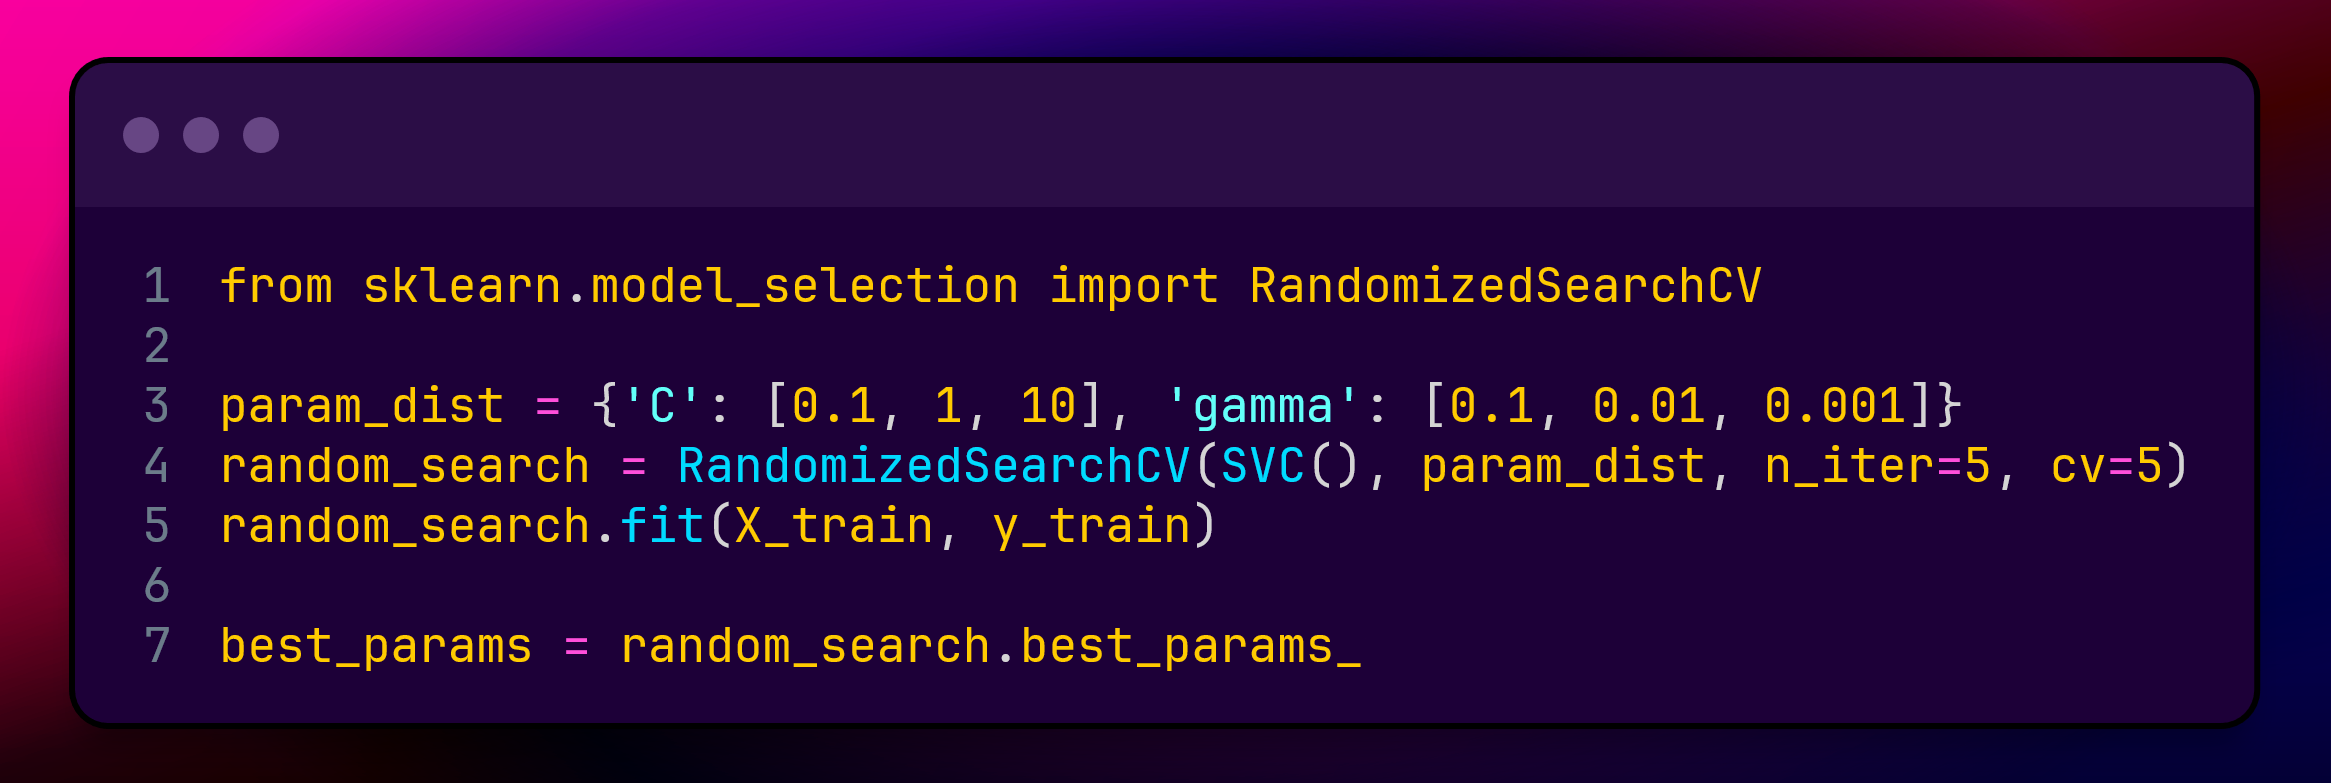 1 from sklearn.model_selection import RandomizedSearchCV
2
3 param_dist = {'C': [0.1, 1, 10], 'gamma': [0.1, 0.01, 0.001]}
4 random_search = RandomizedSearchCV(SVC(), param_dist, n_iter=5, cv=5)
5 random_search.fit(X_train, y_train)
6
7 best_params = random_search.best_params_